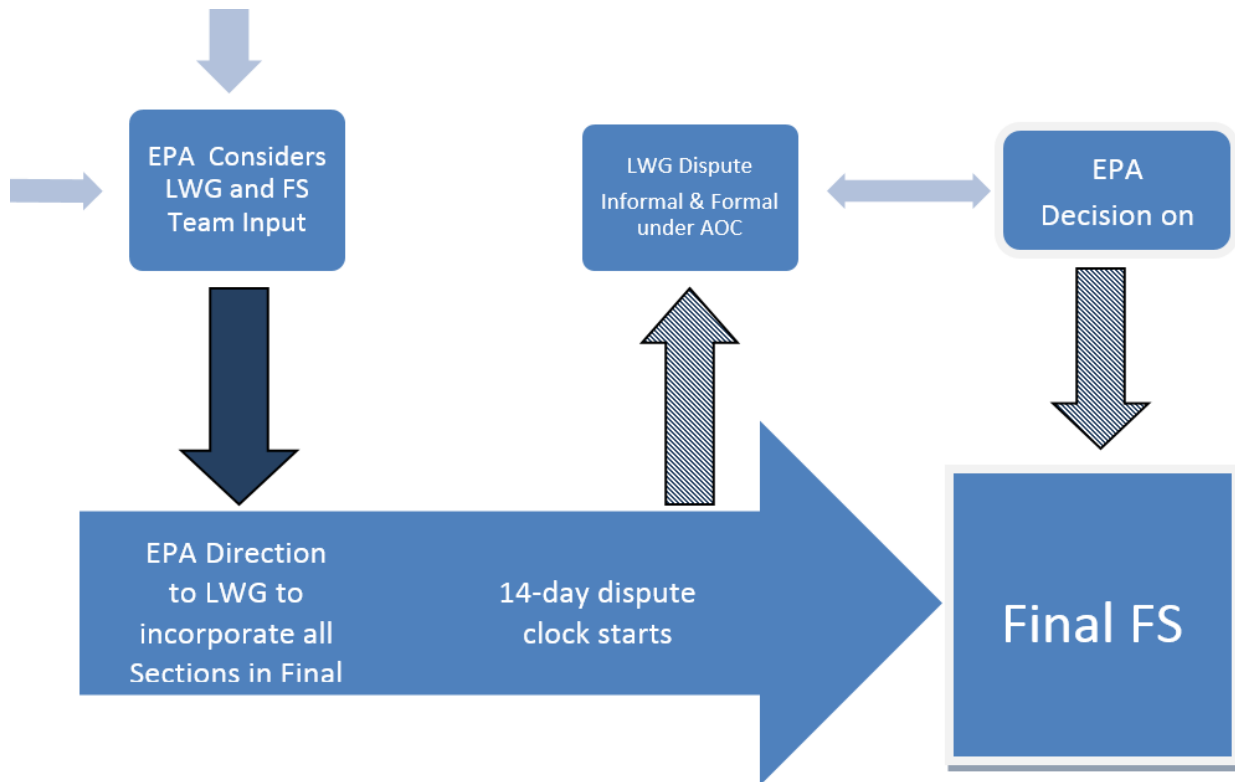 EPA Considers
LWG and FS
Team Input
LWG Dispute
Informal & Formal
under AOC
EPA
Decision on
EPA Direction
to LWG to
incorporate all
Sections in Final
14-day dispute
clock starts
Final FS